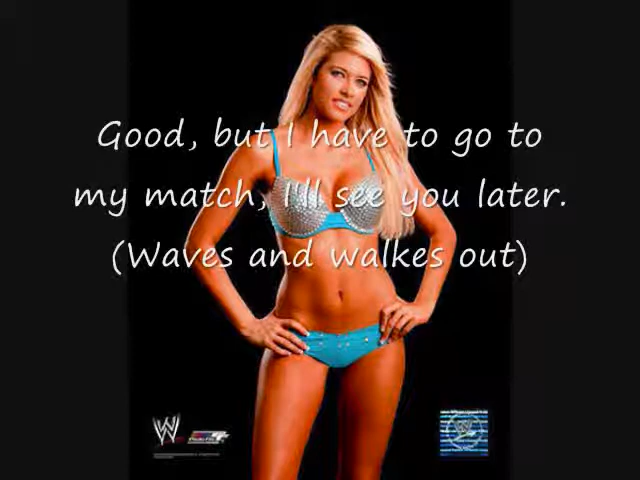 Good, but I have to go to
my match, I'll see you later.
(Waves and walkes out)